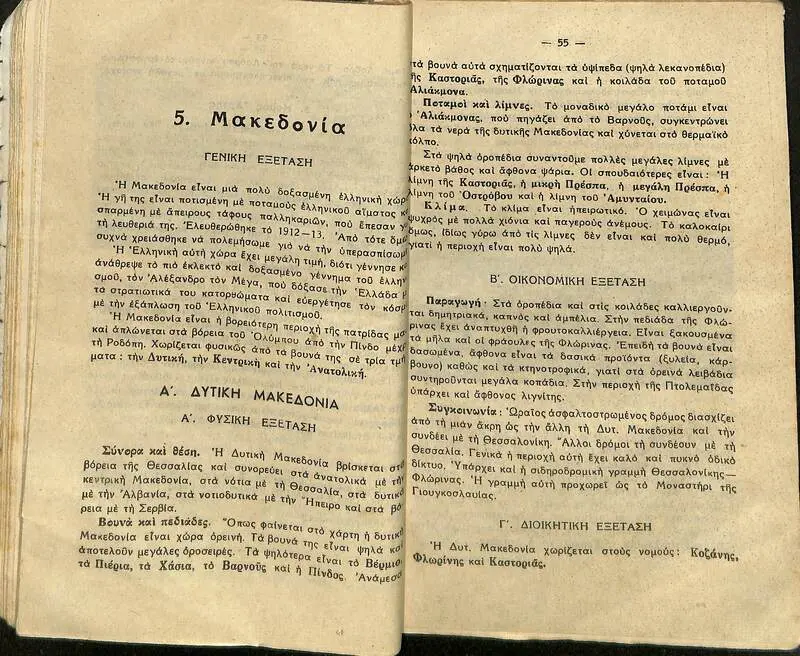 5. Μακεδονία
ΓΕΝΙΚΗ ΕΞΕΤΑΣΗ
Ἡ Μακεδονία εἶναι μιὰ πολὺ δοξασμένη ἑλληνικὴ χώρ
Ἡ γῆ της εἶναι ποτισμένη μὲ ποταμοὺς ἑλληνικοῦ αἵματος κ
σπαρμένη μὲ ἄπειρους τάφους παλληκαριῶν, ποὺ ἔπεσαν γ
τὴ λευθεριά της. Ἐλευθερώθηκε τὸ 1912—13. Ἀπὸ τότε ὅμ
συχνὰ χρειάσθηκε νὰ πολεμήσωμε γιὰ νὰ τὴν ὑπερασπίσωμ
Ἡ Ἑλληνικὴ αὐτὴ χώρα ἔχει μεγάλη τιμή, διότι γέννησε κ
ἀνάθρεψε τὸ πιὸ ἐκλεκτὸ καὶ δοξασμένο γέννημα τοῦ ἑλλην
σμοῦ, τὸν Ἀλέξανδρο τὸν Μέγα, ποὺ δόξασε τὴν Ἑλλάδα μ
τὰ στρατιωτικά του κατορθώματα καὶ εὐεργέτησε τὸν κόσμ
μὲ τὴν ἐξάπλωση τοῦ Ἑλληνικοῦ πολιτισμοῦ.
Ἡ Μακεδονία εἶναι ἡ βορειότερη περιοχὴ τῆς πατρίδας μα
καὶ ἁπλώνεται στὰ βόρεια τοῦ Ὀλύμπου ἀπὸ τὴν Πίνδο μέχ
τὴ Ροδόπη. Χωρίζεται φυσικῶς ἀπὸ τὰ βουνά της σὲ τρία τμή
ματα : τὴν Δυτική, τὴν Κεντρικὴ καὶ τὴν Ἀνατολική.
Α΄. ΔΥΤΙΚΗ ΜΑΚΕΔΟΝΙΑ
Α΄. ΦΥΣΙΚΗ ΕΞΕΤΑΣΗ
Σύνορα καὶ θέση. Ἡ Δυτικὴ Μακεδονία βρίσκεται στ
βόρεια τῆς Θεσσαλίας καὶ συνορεύει στὰ ἀνατολικὰ μὲ τὴν
κεντρικὴ Μακεδονία, στὰ νότια μὲ τὴ Θεσσαλία, στὰ δυτικὰ
μὲ τὴν Ἀλβανία, στὰ νοτιοδυτικὰ μὲ τὴν Ἤπειρο καὶ στὰ βό
ρεια μὲ τὴ Σερβία.
Βουνὰ καὶ πεδιάδες. Ὅπως φαίνεται στὸ χάρτη ἡ δυτικὴ
Μακεδονία εἶναι χώρα ὀρεινή. Τὰ βουνά της εἶναι ψηλὰ καὶ
ἀποτελοῦν μεγάλες ὀροσειρές. Τὰ ψηλότερα εἶναι τὸ Βέρμιο
τὰ Πιέρια, τὰ Χάσια, τὸ Βαρνοῦς καὶ ἡ Πίνδος. Ἀνάμεσα
— 55 —
τὰ βουνὰ αὐτὰ σχηματίζονται τὰ ὑψίπεδα (ψηλὰ λεκανοπέδια)
τῆς Καστοριᾶς, τῆς Φλώρινας καὶ ἡ κοιλάδα τοῦ ποταμοῦ
Ἀλιάκμονα.
Ποταμοὶ καὶ λίμνες. Τὸ μοναδικὸ μεγάλο ποτάμι εἶναι
ὁ Ἀλιάκμονας, ποὺ πηγάζει ἀπὸ τὸ Βαρνοῦς, συγκεντρώνει
ὅλα τὰ νερὰ τῆς δυτικῆς Μακεδονίας καὶ χύνεται στὸ θερμαϊκὸ
κόλπο.
Στὰ ψηλὰ ὀροπέδια συναντοῦμε πολλὲς μεγάλες λίμνες μὲ
ἀρκετὸ βάθος καὶ ἄφθονα ψάρια. Οἱ σπουδαιότερες εἶναι : Ἡ
λίμνη τῆς Καστοριᾶς, ἡ μικρὴ Πρέσπα, ἡ μεγάλη Πρέσπα, ἡ
λίμνη τοῦ Ὀστρόβου καὶ ἡ λίμνη τοῦ Ἀμυνταίου.
Κλίμα. Τὸ κλίμα εἶναι ἠπειρωτικό. Ὁ χειμώνας εἶναι
ψυχρὸς μὲ πολλὰ χιόνια καὶ παγεροὺς ἀνέμους. Τὸ καλοκαίρι
ὅμως, ἰδίως γύρω ἀπὸ τὶς λίμνες δὲν εἶναι καὶ πολὺ θερμό,
γιατὶ ἡ περιοχὴ εἶναι πολὺ ψηλά.
Β΄. ΟΙΚΟΝΟΜΙΚΗ ΕΞΕΤΑΣΗ
Παραγωγή· Στὰ ὀροπέδια καὶ στὶς κοιλάδες καλλιεργοῦν-
ται δημητριακά, καπνὸς καὶ ἀμπέλια. Στὴν πεδιάδα τῆς Φλώ-
ρινας ἔχει ἀναπτυχθῆ ἡ φρουτοκαλλιέργεια. Εἶναι ξακουσμένα
τὰ μῆλα καὶ οἱ φράουλες τῆς Φλώρινας. Ἐπειδὴ τὰ βουνὰ εἶναι
δασωμένα, ἄφθονα εἶναι τὰ δασικὰ προϊόντα (ξυλεία, κάρ-
βουνο) καθὼς καὶ τὰ κτηνοτροφικά, γιατὶ στὰ ὀρεινὰ λειβάδια
συντηροῦνται μεγάλα κοπάδια. Στὴν περιοχὴ τῆς Πτολεμαΐδας
ὑπάρχει καὶ ἄφθονος λιγνίτης.
Συγκοινωνία : Ὡραῖος ἀσφαλτοστρωμένος δρόμος διασχίζει
ἀπὸ τὴ μιὰν ἄκρη ὡς τὴν ἄλλη τὴ Δυτ. Μακεδονία καὶ τὴν
συνδέει μὲ τὴ Θεσσαλονίκη. Ἄλλοι δρόμοι τὴ συνδέουν μὲ τὴ
Θεσσαλία. Γενικὰ ἡ περιοχὴ αὐτὴ ἔχει καλὸ καὶ πυκνὸ ὁδικὸ
δίκτυο. Ὑπάρχει καὶ ἡ σιδηροδρομικὴ γραμμὴ Θεσσαλονίκης—
Φλώρινας. Ἡ γραμμὴ αὐτὴ προχωρεῖ ὡς τὸ Μοναστήρι τῆς
Γιουγκοσλαυΐας.
Γ΄. ΔΙΟΙΚΗΤΙΚΗ ΕΞΕΤΑΣΗ
Ἡ Δυτ. Μακεδονία χωρίζεται στοὺς νομούς : Κοζάνης,
Φλωρίνης καὶ Καστοριᾶς.